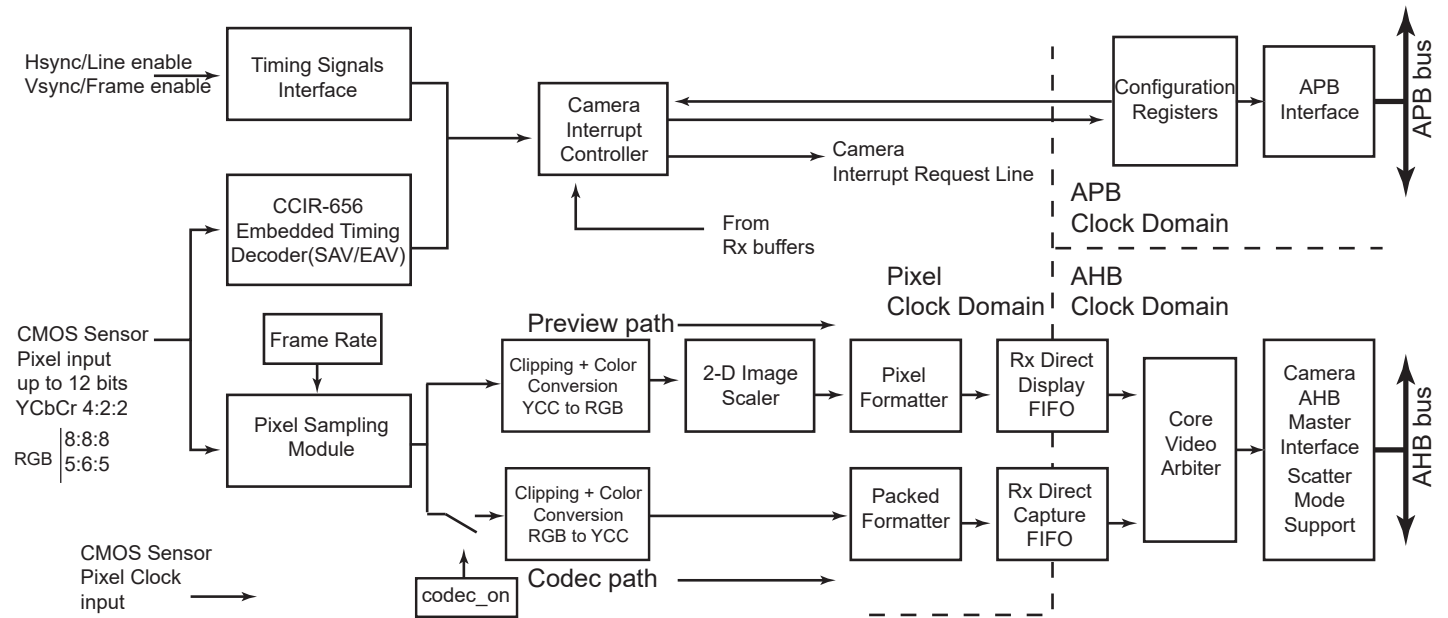 Hsync/Line enable
Vsync/Frame enable
Timing Signals
Interface
CCIR-656
Embedded Timing
Decoder(SAV/EAV)
Camera
Interrupt
Controller
Camera
Interrupt Request Line
From
Rx buffers
Configuration
Registers
APB
Interface
APB bus
APB
Clock Domain
Pixel
Clock Domain
AHB
Clock Domain
CMOS Sensor
Pixel input
up to 12 bits
YCbCr 4:2:2
RGB
8:8:8
5:6:5
Frame Rate
Pixel Sampling
Module
Preview path
Clipping + Color
Conversion
YCC to RGB
2-D Image
Scaler
Pixel
Formatter
Rx Direct
Display
FIFO
Core
Video
Arbiter
Camera
AHB
Master
Interface
Scatter
Mode
Support
AHB bus
Clipping + Color
Conversion
RGB to YCC
Packed
Formatter
Rx Direct
Capture
FIFO
Codec path
codec_on
CMOS Sensor
Pixel Clock
input